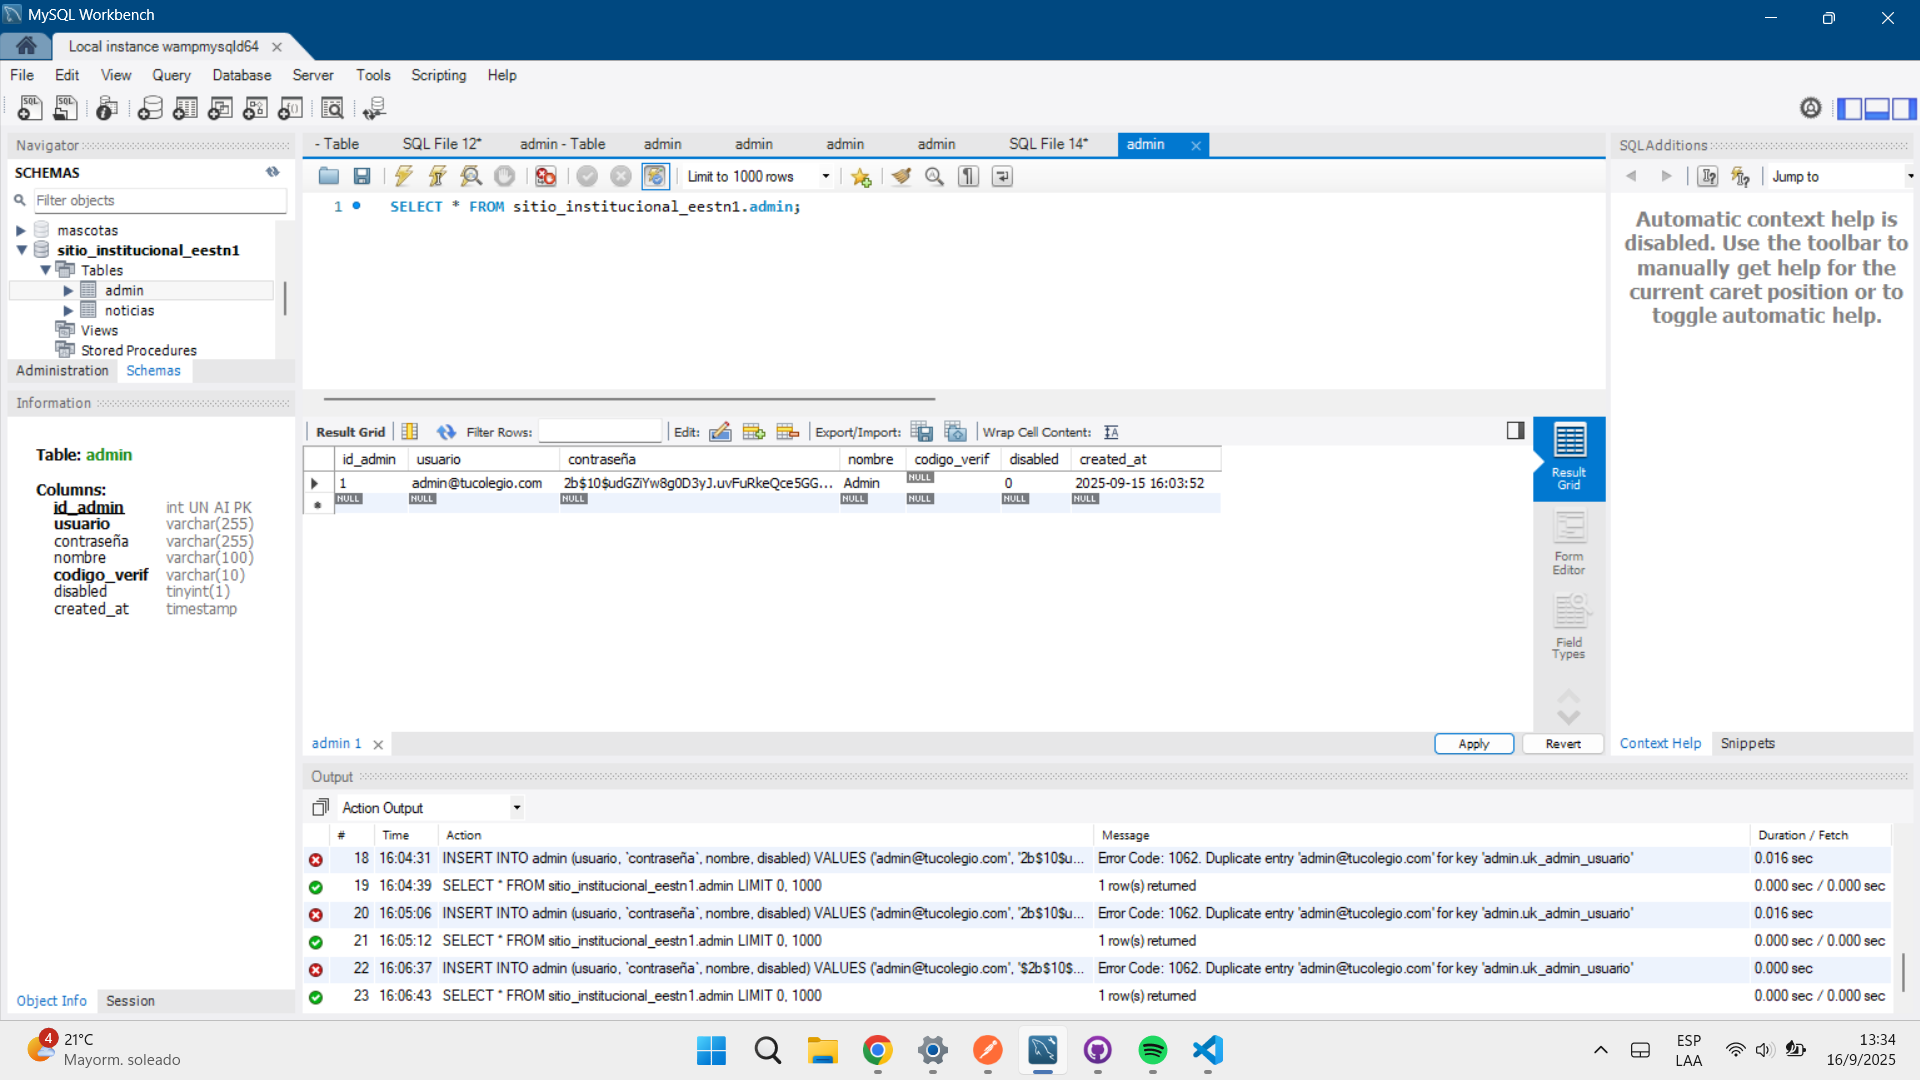 MySQL Workbench
Local instance wampmysqld64
File Edit View Query Database Server Tools Scripting Help
Navigator
SCHEMAS
Filter objects
mascotas
sitio_institucional_eestn1
Tables
admin
noticias
Views
Stored Procedures
Administration Schemas
Information
Table: admin
Columns:
id_admin int UN AI PK
usuario varchar(255)
contraseña varchar(255)
nombre varchar(100)
codigo_verif varchar(10)
disabled tinyint(1)
created_at timestamp
Object Info Session
- Table SQL File 12* admin - Table admin admin admin admin SQL File 14* admin
Limit to 1000 rows
1 SELECT * FROM sitio_institucional_eestn1.admin;
Result Grid Filter Rows: Edit: Export/Import: Wrap Cell Content:
id_admin usuario contraseña nombre codigo_verif disabled created_at
1 admin@tucolegio.com 2b$10$udGZiYw8g0D3yJ.uvFuRkeQce5GG... Admin NULL 0 2025-09-15 16:03:52
NULL NULL NULL NULL NULL NULL NULL
Result Grid
Form Editor
Field Types
admin 1
Apply Revert
SQLAdditions
Jump to
Automatic context help is
disabled. Use the toolbar to
manually get help for the
current caret position or to
toggle automatic help.
Context Help Snippets
Output
Action Output
# Time Action Message Duration / Fetch
18 16:04:31 INSERT INTO admin (usuario, `contraseña`, nombre, disabled) VALUES ('admin@tucolegio.com', '2b$10$u... Error Code: 1062. Duplicate entry 'admin@tucolegio.com' for key 'admin.uk_admin_usuario' 0.016 sec
19 16:04:39 SELECT * FROM sitio_institucional_eestn1.admin LIMIT 0, 1000 1 row(s) returned 0.000 sec / 0.000 sec
20 16:05:06 INSERT INTO admin (usuario, `contraseña`, nombre, disabled) VALUES ('admin@tucolegio.com', '2b$10$u... Error Code: 1062. Duplicate entry 'admin@tucolegio.com' for key 'admin.uk_admin_usuario' 0.016 sec
21 16:05:12 SELECT * FROM sitio_institucional_eestn1.admin LIMIT 0, 1000 1 row(s) returned 0.000 sec / 0.000 sec
22 16:06:37 INSERT INTO admin (usuario, `contraseña`, nombre, disabled) VALUES ('admin@tucolegio.com', '$2b$10$... Error Code: 1062. Duplicate entry 'admin@tucolegio.com' for key 'admin.uk_admin_usuario' 0.000 sec
23 16:06:43 SELECT * FROM sitio_institucional_eestn1.admin LIMIT 0, 1000 1 row(s) returned 0.000 sec / 0.000 sec
4
21°C
Mayorm. soleado
ESP
LAA
13:34
16/9/2025